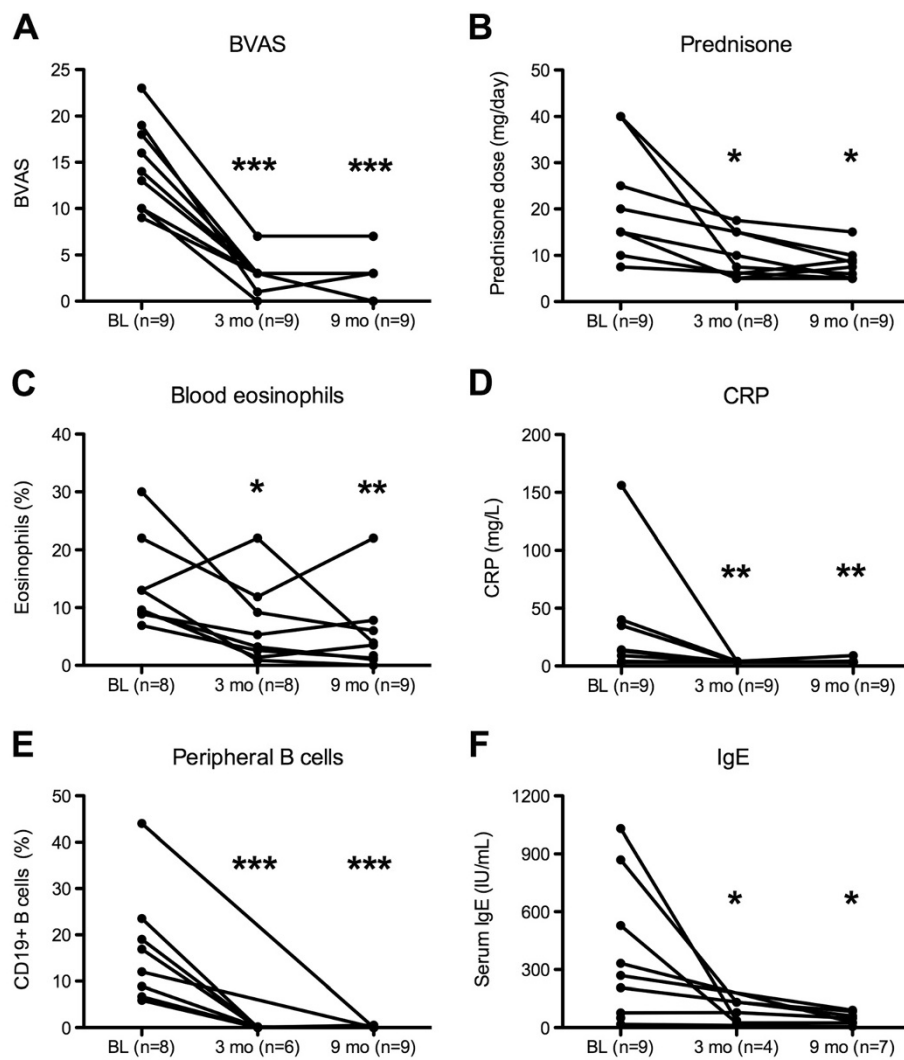 A
BVAS
BVAS
25
20
15
10
5
0
***
***
BL (n=9) 3 mo (n=9) 9 mo (n=9)
B
Prednisone
Prednisone dose (mg/day)
50
40
30
20
10
0
*
*
BL (n=9) 3 mo (n=8) 9 mo (n=9)
C
Blood eosinophils
Eosinophils (%)
40
30
20
10
0
*
**
BL (n=8) 3 mo (n=8) 9 mo (n=9)
D
CRP
CRP (mg/L)
200
150
100
50
0
**
**
BL (n=9) 3 mo (n=9) 9 mo (n=9)
E
Peripheral B cells
CD19+ B cells (%)
50
40
30
20
10
0
***
***
BL (n=8) 3 mo (n=6) 9 mo (n=9)
F
IgE
Serum IgE (IU/mL)
1200
900
600
300
0
*
*
BL (n=9) 3 mo (n=4) 9 mo (n=7)